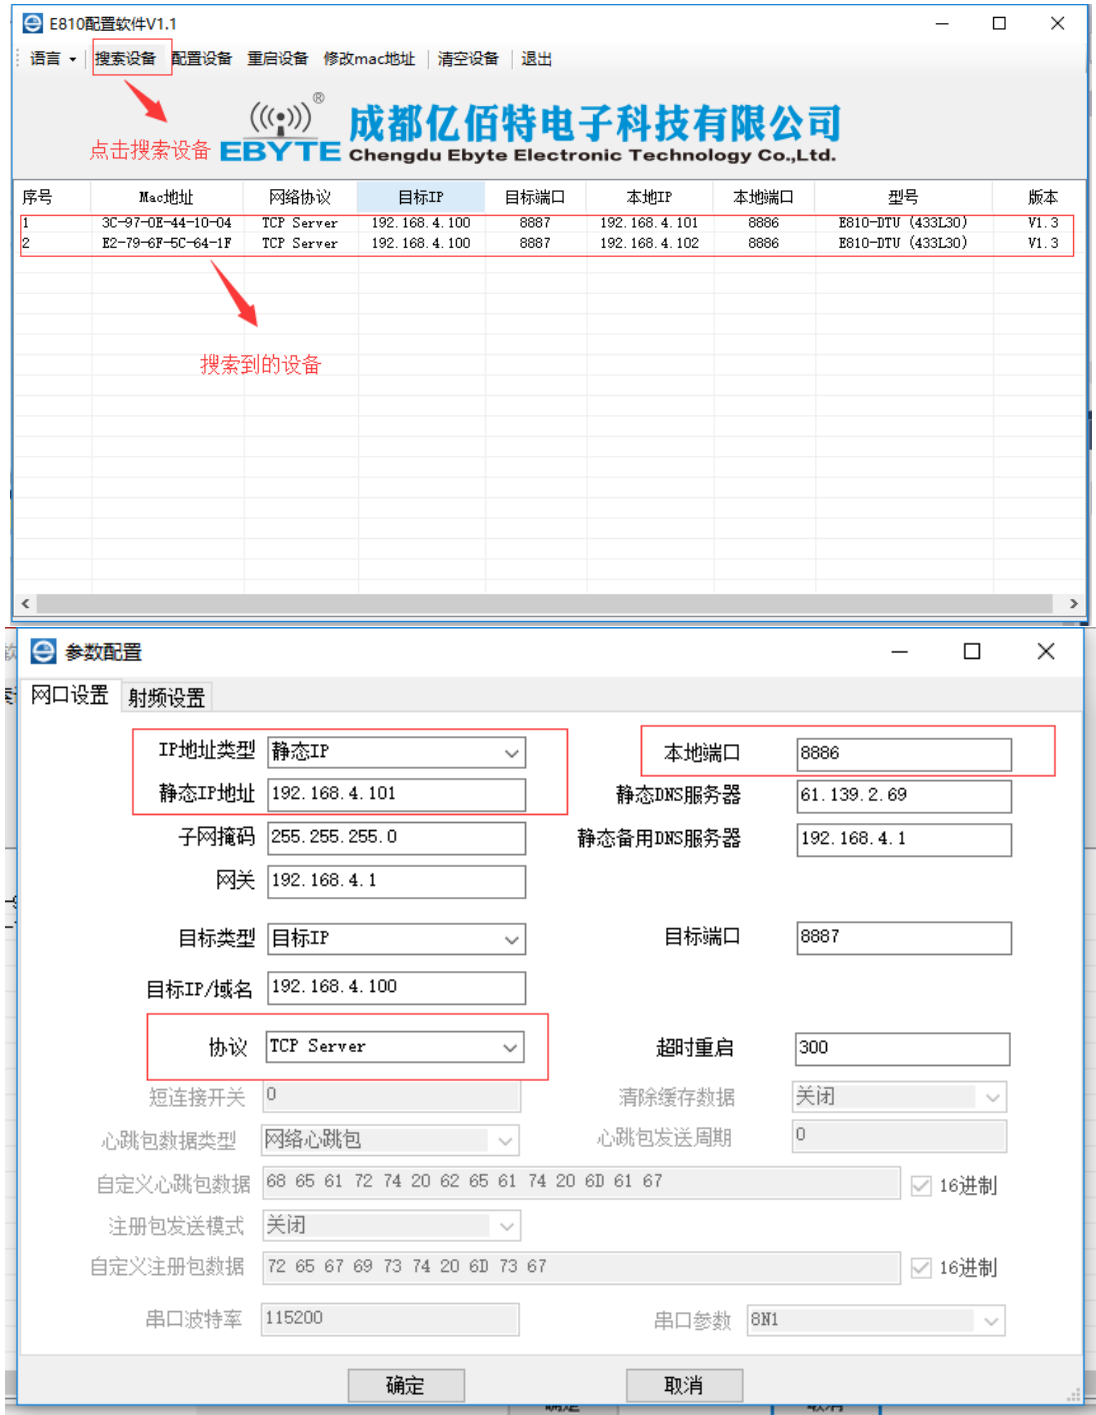 E810配置软件V1.1
语言 搜索设备 配置设备 重启设备 修改mac地址 清空设备 退出
点击搜索设备
EBYTE ®
成都亿佰特电子科技有限公司
Chengdu Ebyte Electronic Technology Co.,Ltd.
序号 Mac地址 网络协议 目标IP 目标端口 本地IP 本地端口 型号 版本
1 3C-97-0E-44-10-04 TCP Server 192.168.4.100 8887 192.168.4.101 8886 E810-DTU (433L30) V1.3
2 E2-79-6F-5C-64-1F TCP Server 192.168.4.100 8887 192.168.4.102 8886 E810-DTU (433L30) V1.3
搜索到的设备
参数配置
网口设置 射频设置
IP地址类型 静态IP 本地端口 8886
静态IP地址 192.168.4.101 静态DNS服务器 61.139.2.69
子网掩码 255.255.255.0 静态备用DNS服务器 192.168.4.1
网关 192.168.4.1
目标类型 目标IP 目标端口 8887
目标IP/域名 192.168.4.100
协议 TCP Server 超时重启 300
短连接开关 0 清除缓存数据 关闭
心跳包数据类型 网络心跳包 心跳包发送周期 0
自定义心跳包数据 68 65 61 72 74 20 62 65 61 74 20 6D 61 67 16进制
注册包发送模式 关闭
自定义注册包数据 72 65 67 69 73 74 20 6D 73 67 16进制
串口波特率 115200 串口参数 8N1
确定 取消